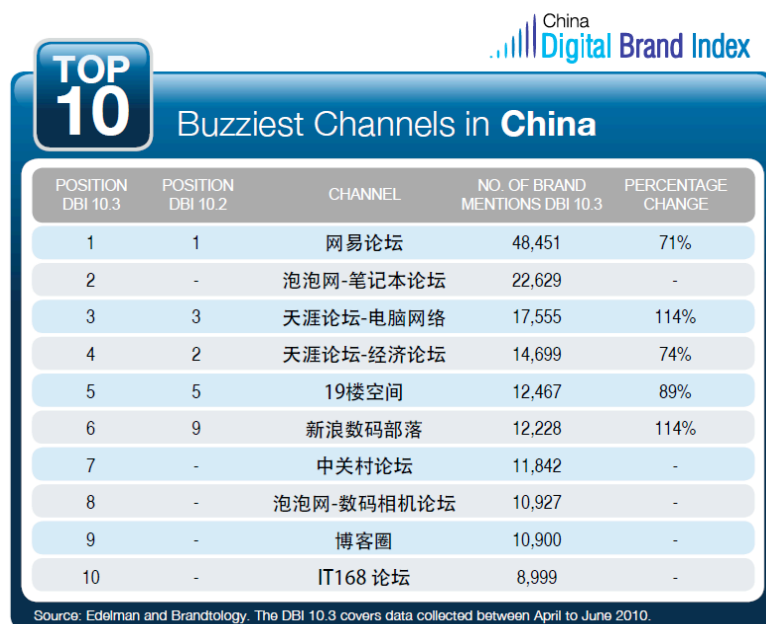 China
Digital Brand Index
TOP
10
Buzziest Channels in China
POSITION DBI 10.3 POSITION DBI 10.2 CHANNEL NO. OF BRAND MENTIONS DBI 10.3 PERCENTAGE CHANGE
1 1 网易论坛 48,451 71%
2 - 泡泡网-笔记本论坛 22,629 -
3 3 天涯论坛-电脑网络 17,555 114%
4 2 天涯论坛-经济论坛 14,699 74%
5 5 19楼空间 12,467 89%
6 9 新浪数码部落 12,228 114%
7 - 中关村论坛 11,842 -
8 - 泡泡网-数码相机论坛 10,927 -
9 - 博客圈 10,900 -
10 - IT168 论坛 8,999 -
Source: Edelman and Brandtology. The DBI 10.3 covers data collected between April to June 2010.